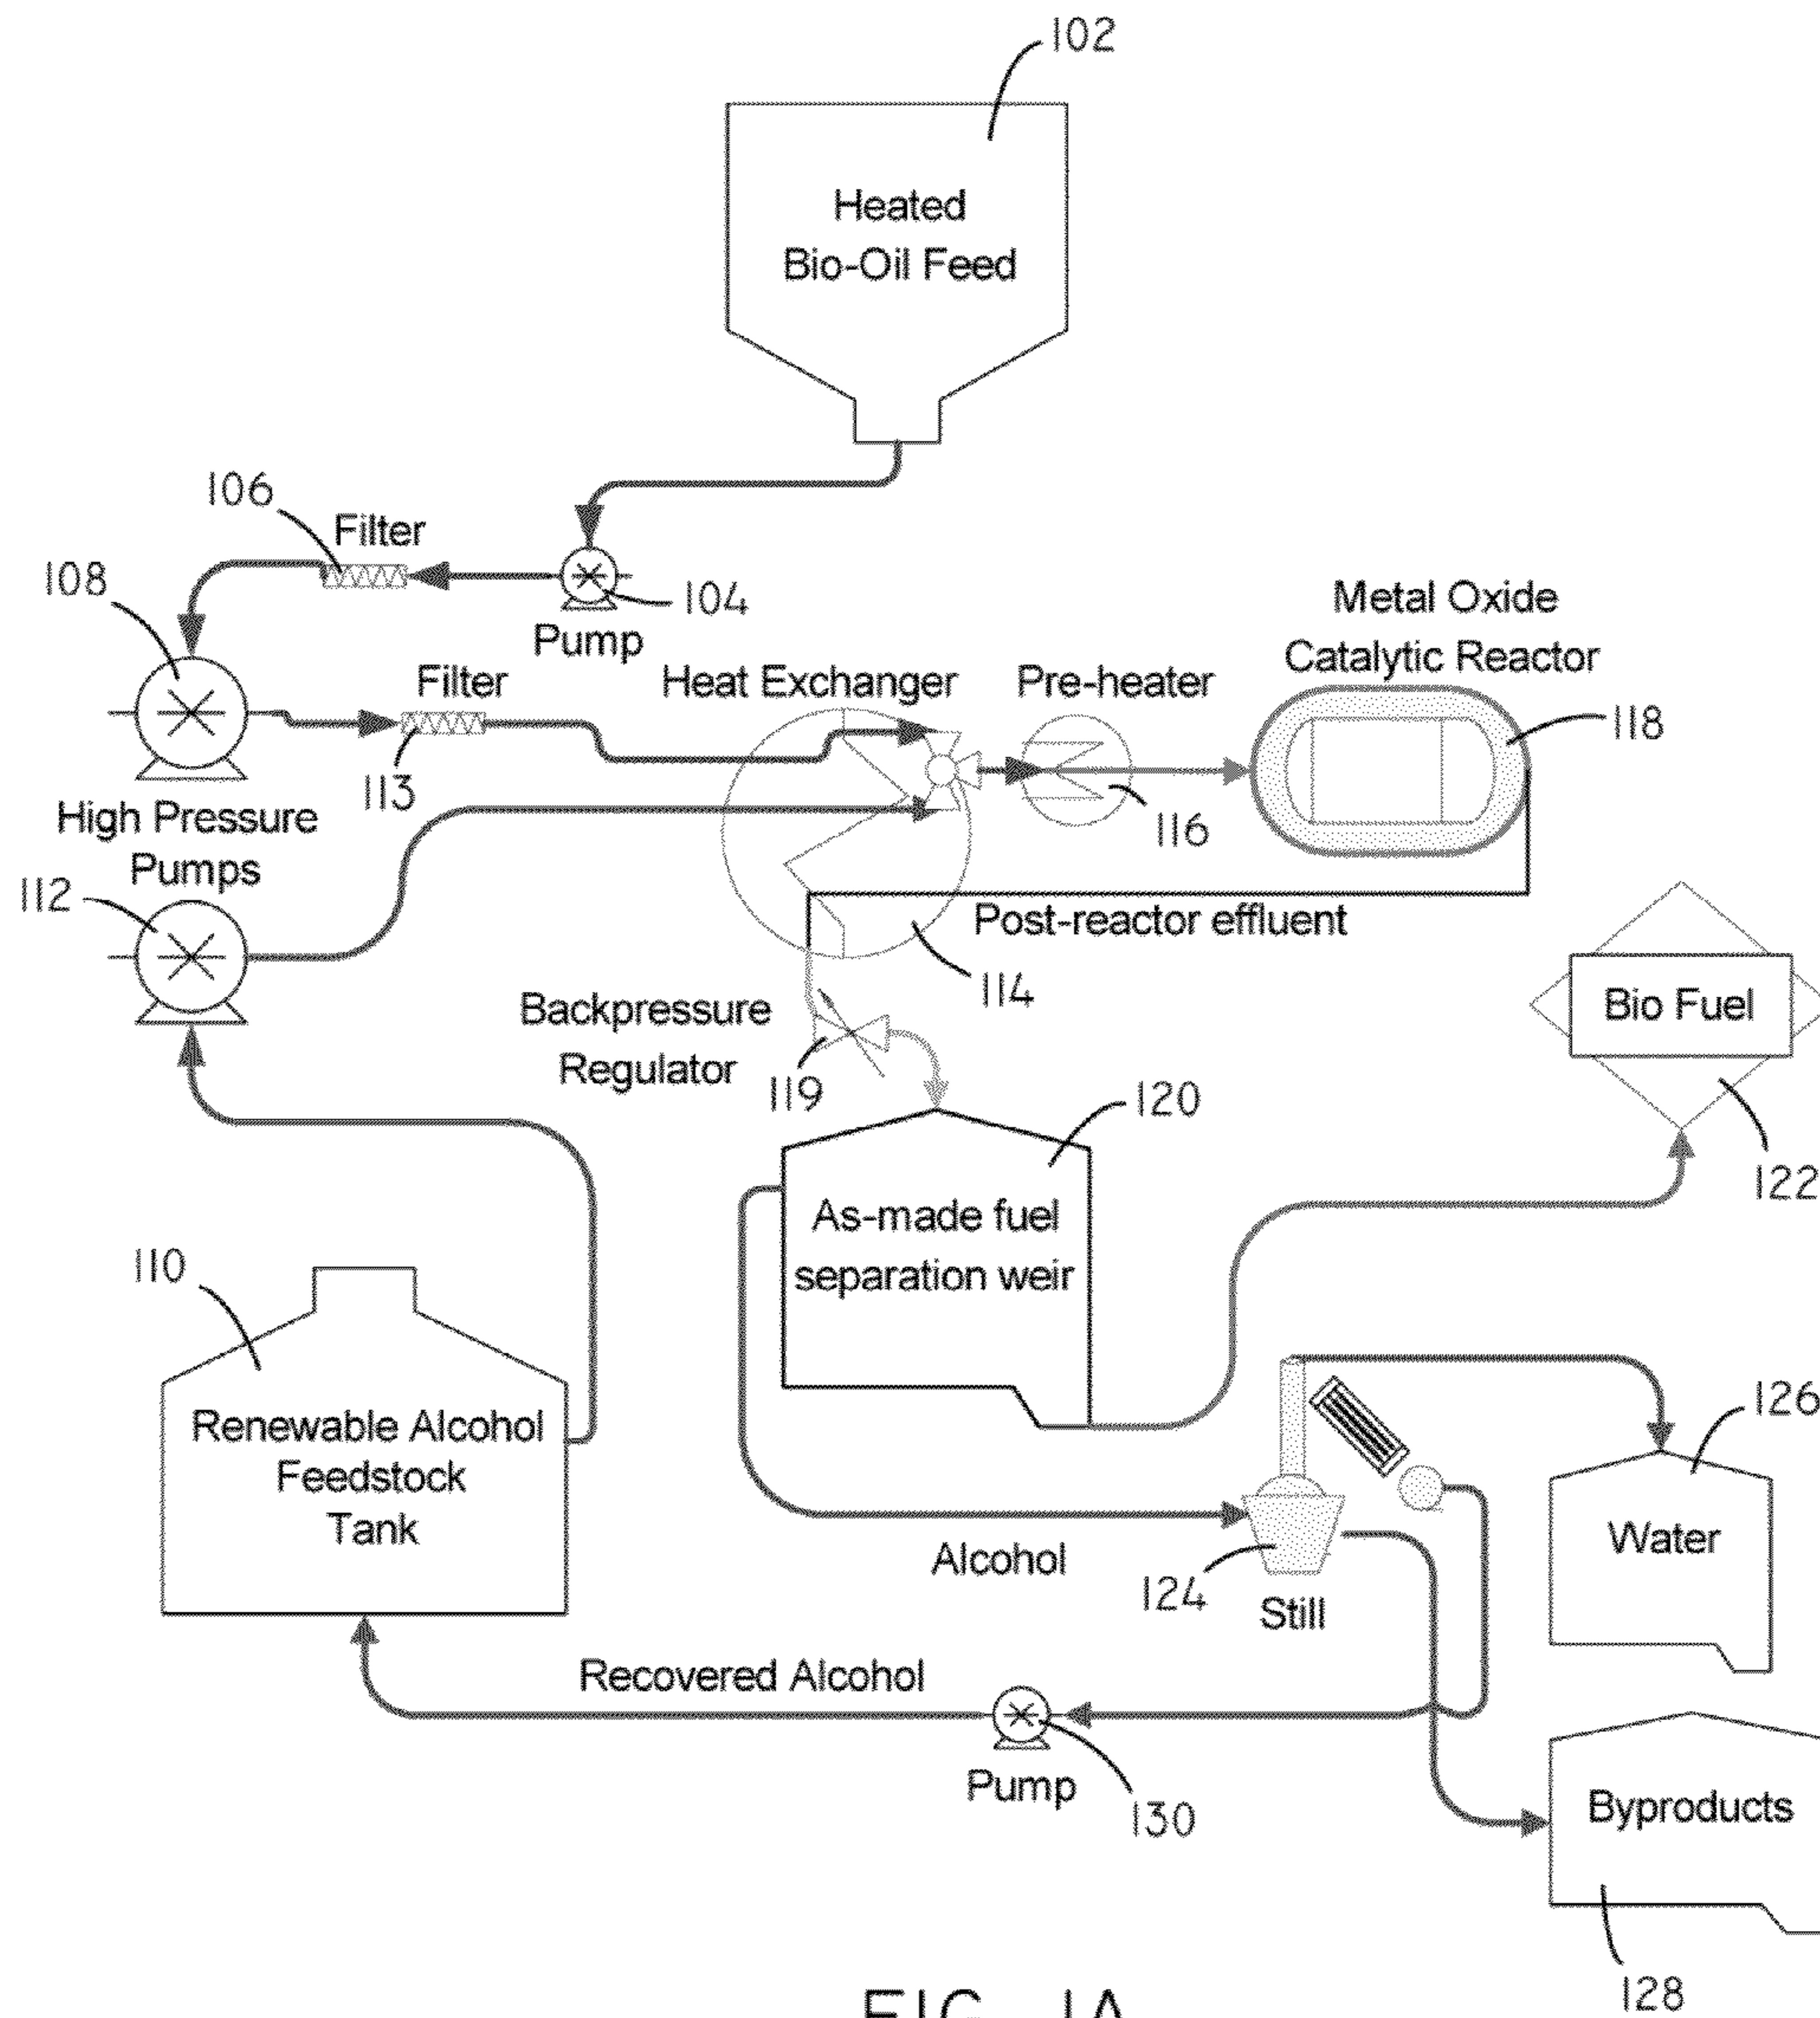 102
Heated
Bio-Oil Feed
106
Filter
108
104
Pump
Metal Oxide
Catalytic Reactor
Filter
Heat Exchanger
Pre-heater
118
113
116
High Pressure
Pumps
112
Post-reactor effluent
114
Backpressure
Regulator
119
Bio Fuel
120
122
As-made fuel
separation weir
110
Renewable Alcohol
Feedstock
Tank
126
Water
Alcohol
124
Still
Recovered Alcohol
Pump
130
Byproducts
128
FIG. 1A